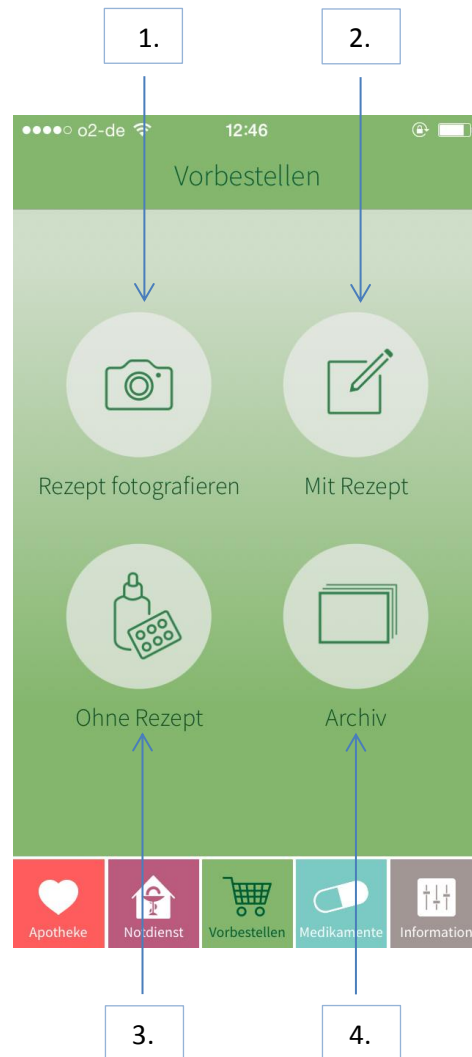 1.
2.
o2-de 12:46
Vorbestellen
Rezept fotografieren
Mit Rezept
Ohne Rezept
Archiv
Apotheke
Notdienst
Vorbestellen
Medikamente
Information
3.
4.